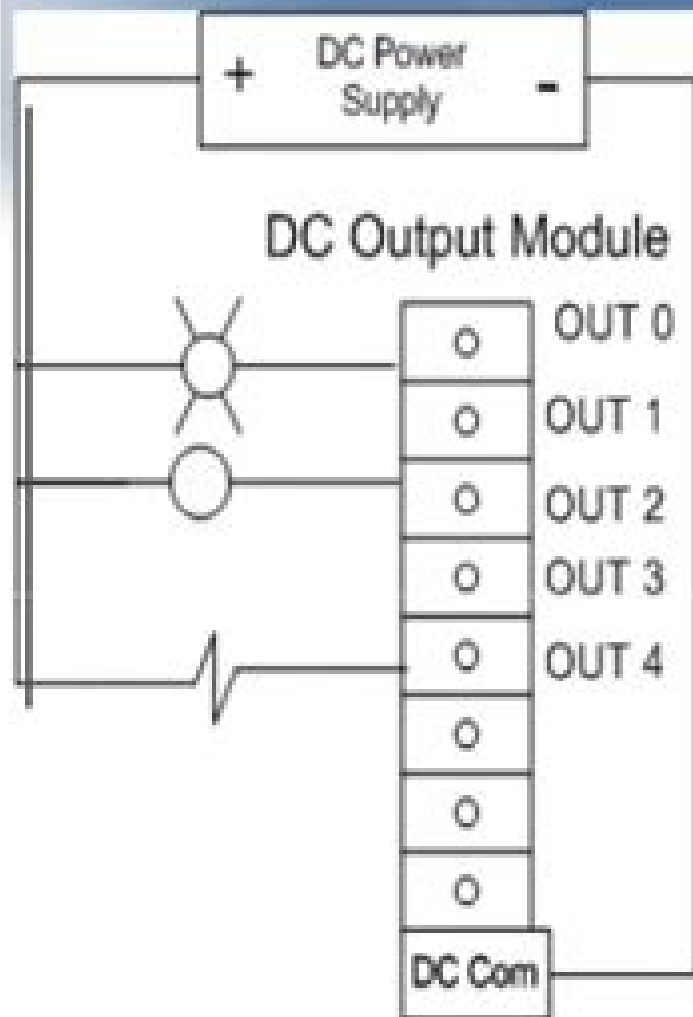 DC Power
+ Supply -
DC Output Module
OUT 0
OUT 1
OUT 2
OUT 3
OUT 4
DC Com